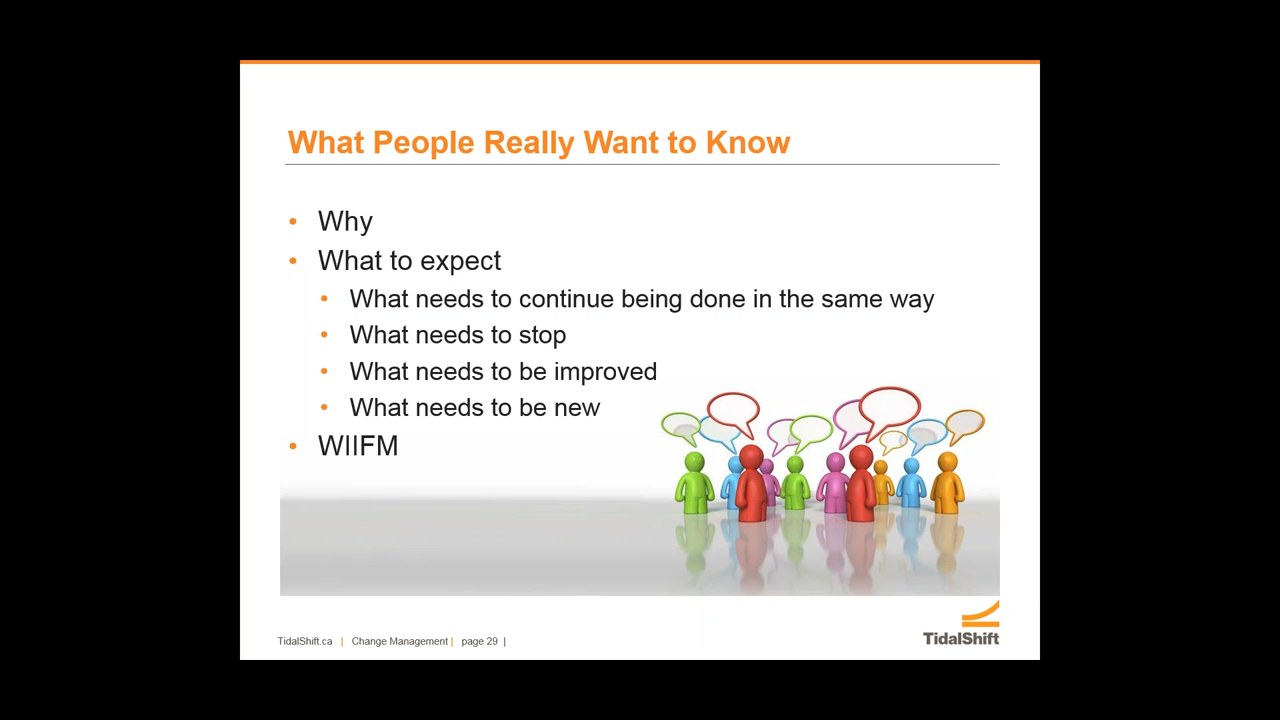 What People Really Want to Know
• Why
• What to expect
• What needs to continue being done in the same way
• What needs to stop
• What needs to be improved
• What needs to be new
• WIIFM
TidalShift.ca | Change Management | page 29 |
TidalShift